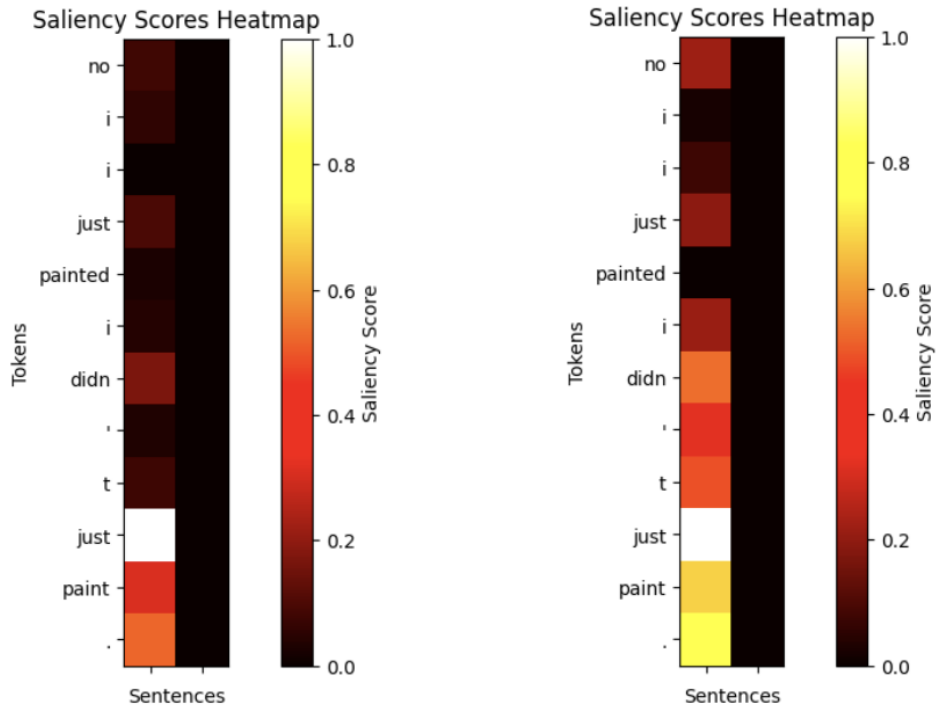 Saliency Scores Heatmap
no
i
i
just
painted
i
didn
'
t
just
paint
.
Tokens
Sentences
1.0
0.8
0.6
0.4
0.2
0.0
Saliency Score
Saliency Scores Heatmap
no
i
i
just
painted
i
didn
'
t
just
paint
.
Tokens
Sentences
1.0
0.8
0.6
0.4
0.2
0.0
Saliency Score